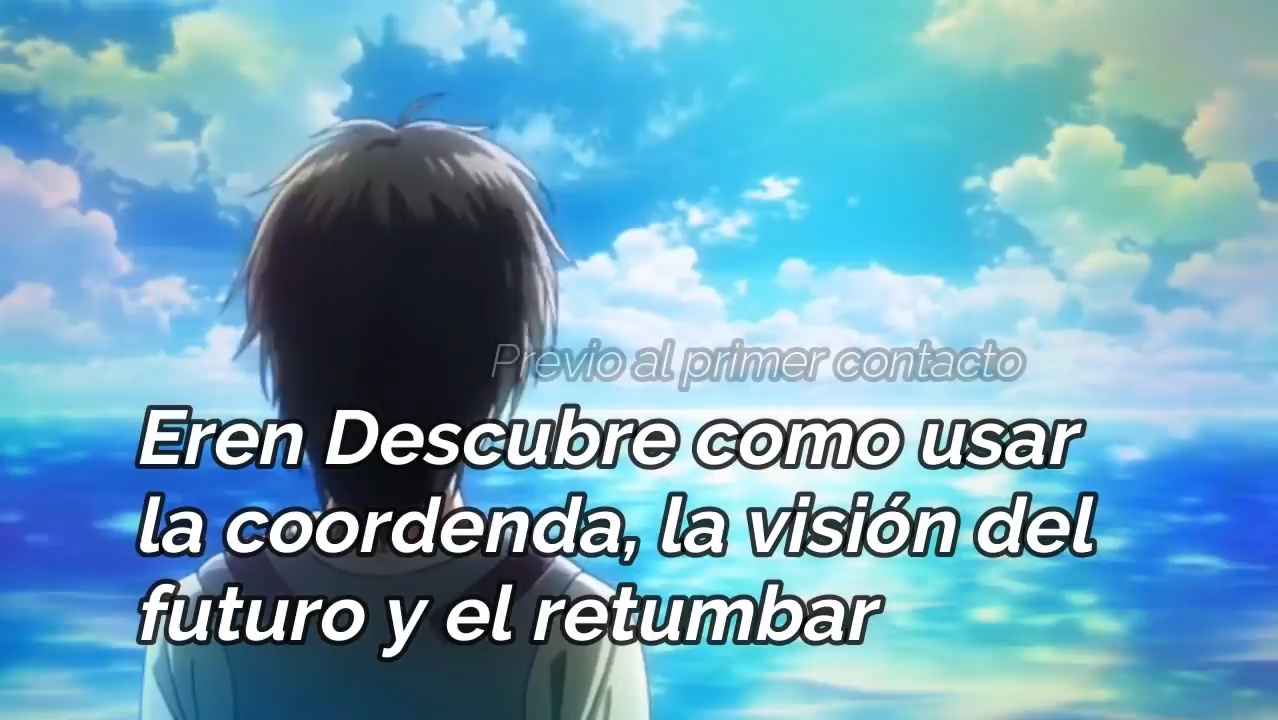 Previo al primer contacto
Eren Descubre como usar
la coordenda, la visión del
futuro y el retumbar